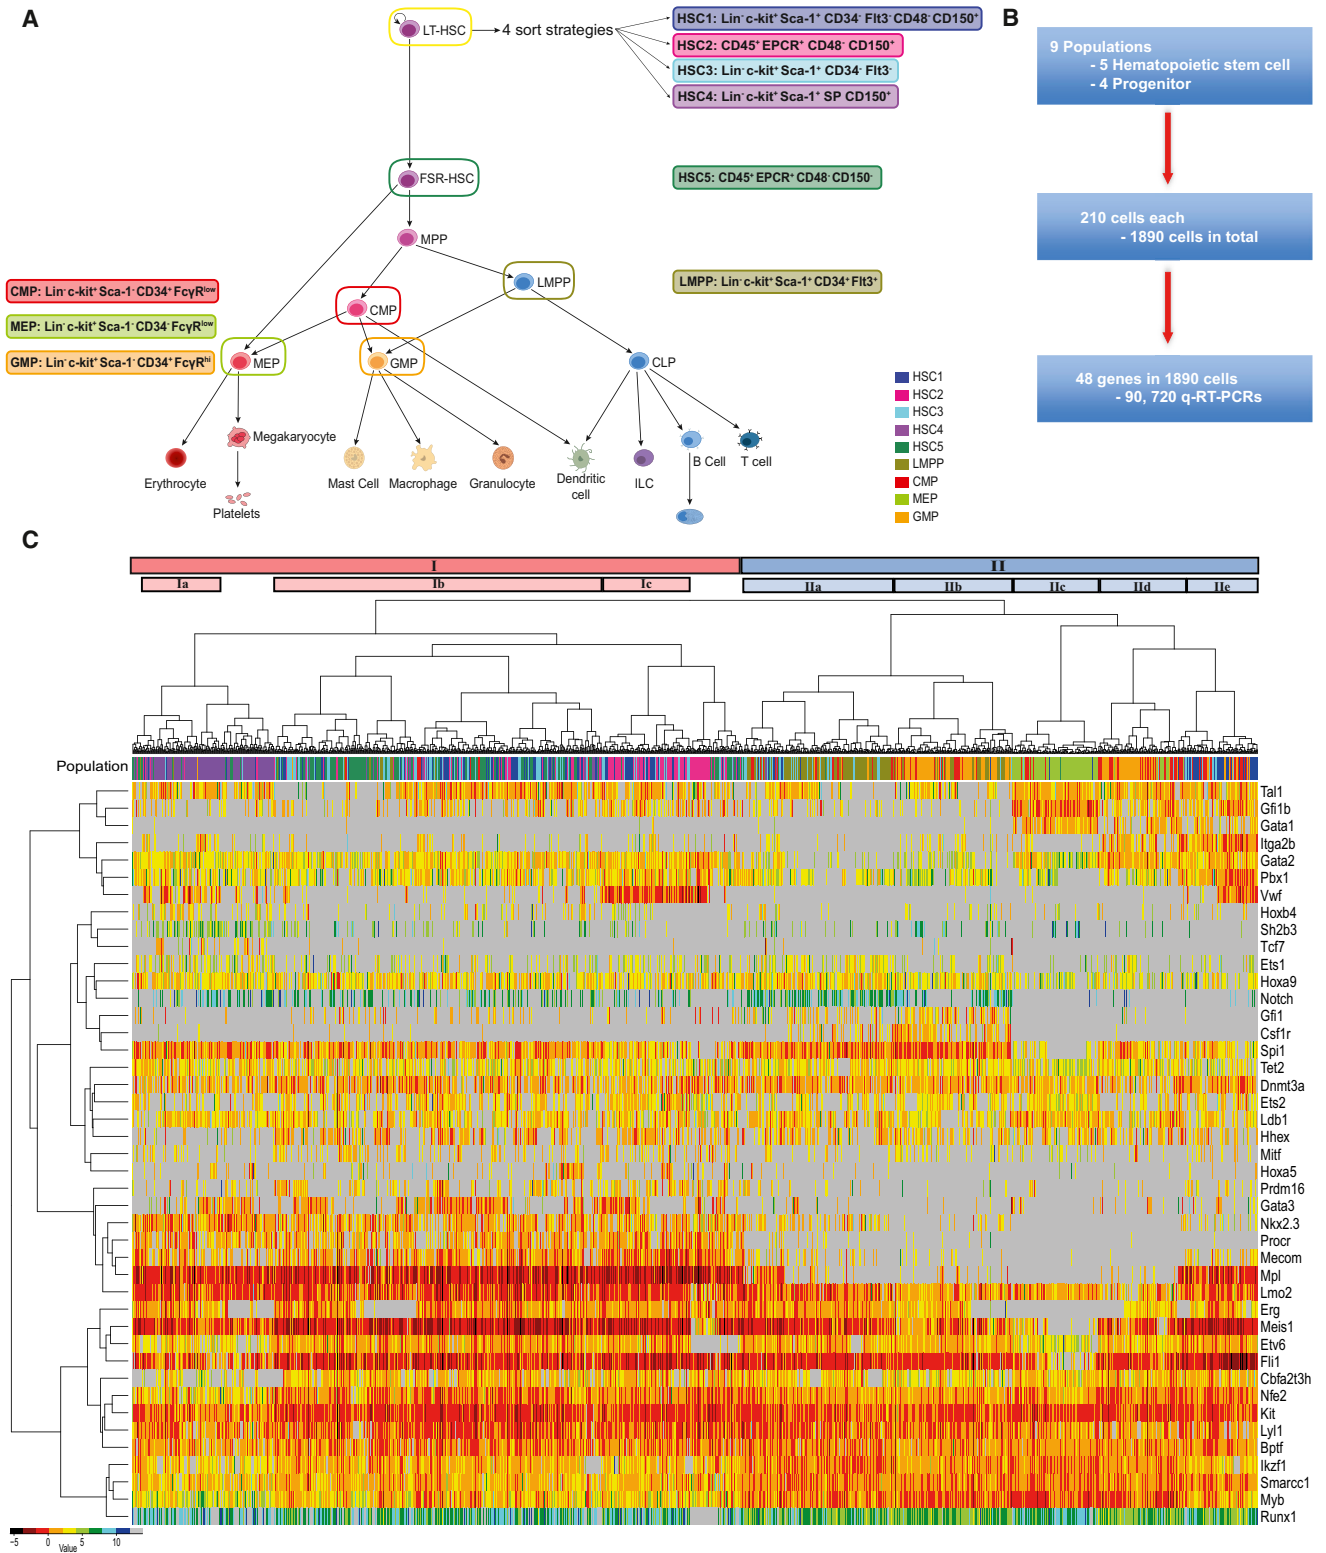 A
LT-HSC
4 sort strategies
HSC1: Lin⁻ c-kit⁺ Sca-1⁺ CD34⁻ Flt3⁻ CD48⁻ CD150⁺
HSC2: CD45⁺ EPCR⁺ CD48⁻ CD150⁺
HSC3: Lin⁻ c-kit⁺ Sca-1⁺ CD34⁻ Flt3⁻
HSC4: Lin⁻ c-kit⁺ Sca-1⁺ SP CD150⁺
FSR-HSC
HSC5: CD45⁺ EPCR⁺ CD48⁻ CD150⁻
MPP
LMPP
LMPP: Lin⁻ c-kit⁺ Sca-1⁺ CD34⁺ Flt3⁺
CMP: Lin⁻ c-kit⁺ Sca-1⁻ CD34⁺ FcγR^low
MEP: Lin⁻ c-kit⁺ Sca-1⁻ CD34⁻ FcγR^low
GMP: Lin⁻ c-kit⁺ Sca-1⁻ CD34⁺ FcγR^hi
CMP
MEP
GMP
CLP
Megakaryocyte
Erythrocyte
Platelets
Mast Cell
Macrophage
Granulocyte
Dendritic
cell
ILC
B Cell
T cell
HSC1
HSC2
HSC3
HSC4
HSC5
LMPP
CMP
MEP
GMP
B
9 Populations
- 5 Hematopoietic stem cell
- 4 Progenitor
210 cells each
- 1890 cells in total
48 genes in 1890 cells
- 90, 720 q-RT-PCRs
C
I
II
Ia
Ib
Ic
IIa
IIb
IIc
IId
IIe
Population
Tal1
Gfi1b
Gata1
Itga2b
Gata2
Pbx1
Vwf
Hoxb4
Sh2b3
Tcf7
Ets1
Hoxa9
Notch
Gfi1
Csf1r
Spi1
Tet2
Dnmt3a
Ets2
Ldb1
Hhex
Mitf
Hoxa5
Prdm16
Gata3
Nkx2.3
Procr
Mecom
Mpl
Lmo2
Erg
Meis1
Etv6
Fli1
Cbfa2t3h
Nfe2
Kit
Lyl1
Bptf
Ikzf1
Smarcc1
Myb
Runx1
-5 0 5 10
Value